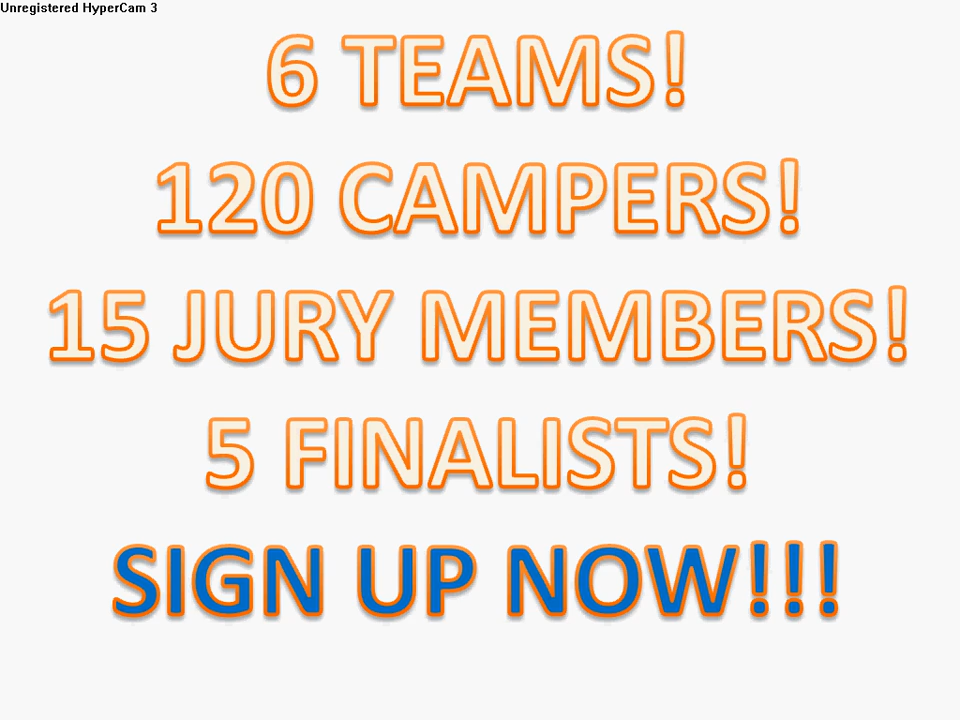 Unregistered HyperCam 3
6 TEAMS!
120 CAMPERS!
15 JURY MEMBERS!
5 FINALISTS!
SIGN UP NOW!!!